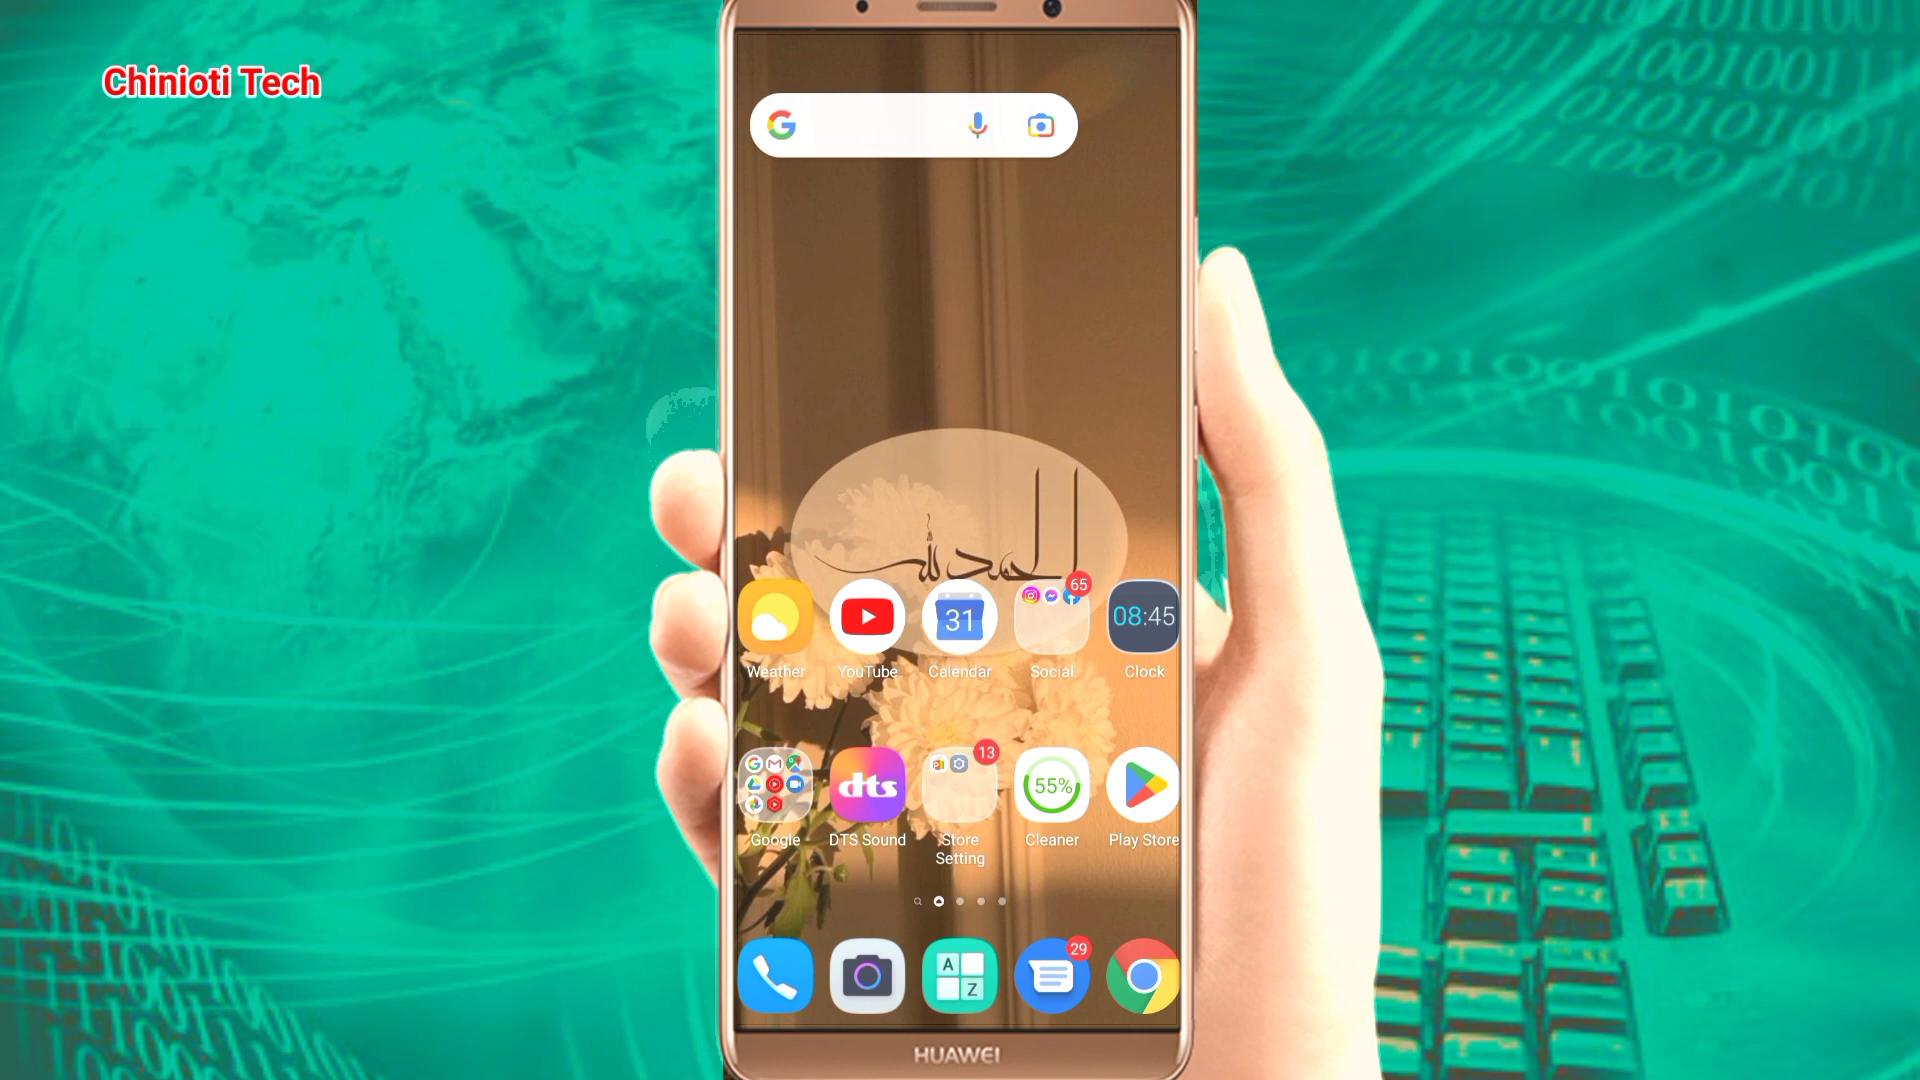 Chinioti Tech
الحمد لله
65
31
08:45
Weather
YouTube
Calendar
Social
Clock
13
dts
55%
Google
DTS Sound
Store
Setting
Cleaner
Play Store
29
A
Z
HUAWEI